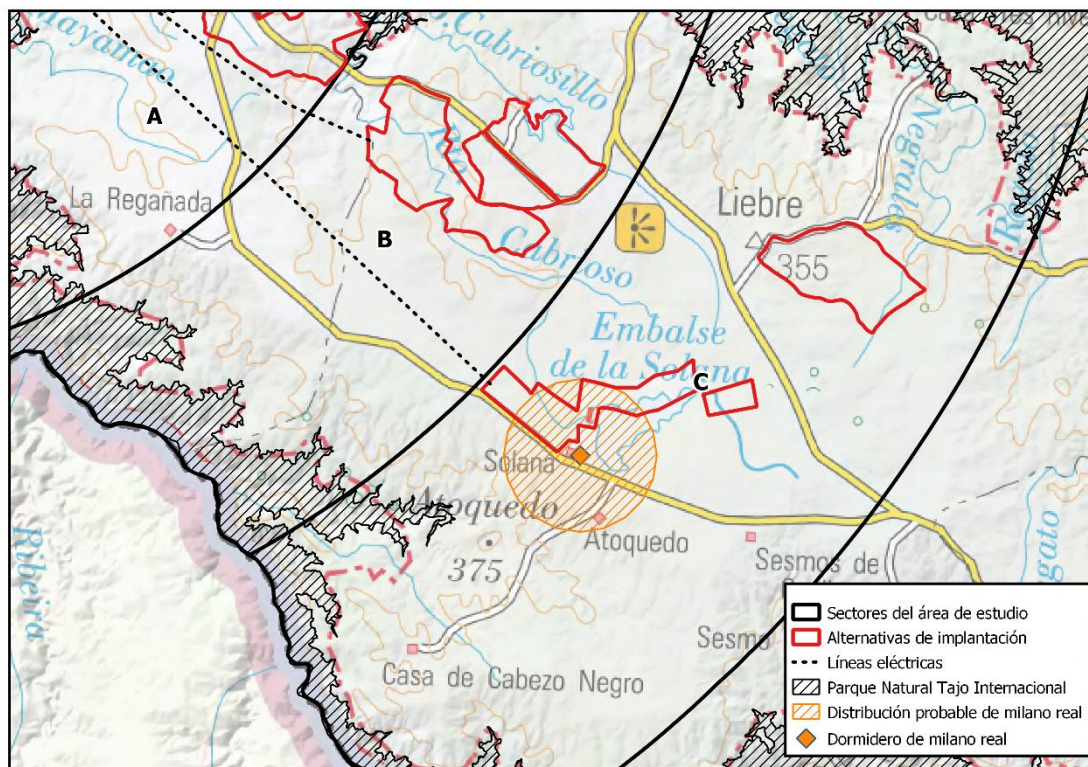 S. Cabriosillo
A
La Regañada
Río
Liebre
355
Negrales
B
Cabrioso
Embalse
de la Solana
C
Solana
Atoquedo
Atoquedo
375
Sesmos de
Sesmo
Casa de Cabezo Negro
Ribeira
gato
Sectores del área de estudio
Alternativas de implantación
Líneas eléctricas
Parque Natural Tajo Internacional
Distribución probable de milano real
Dormidero de milano real